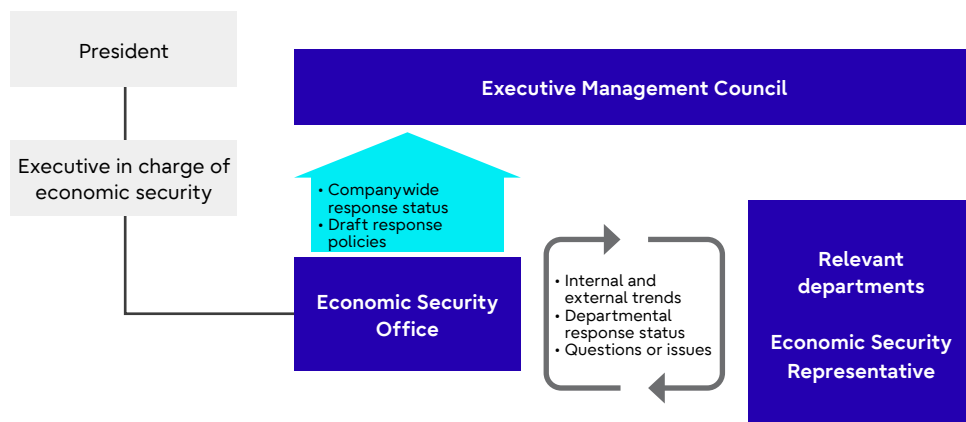 President
Executive in charge of
economic security
Executive Management Council
• Companywide
response status
• Draft response
policies
Economic Security
Office
• Internal and
external trends
• Departmental
response status
• Questions or issues
Relevant
departments
Economic Security
Representative